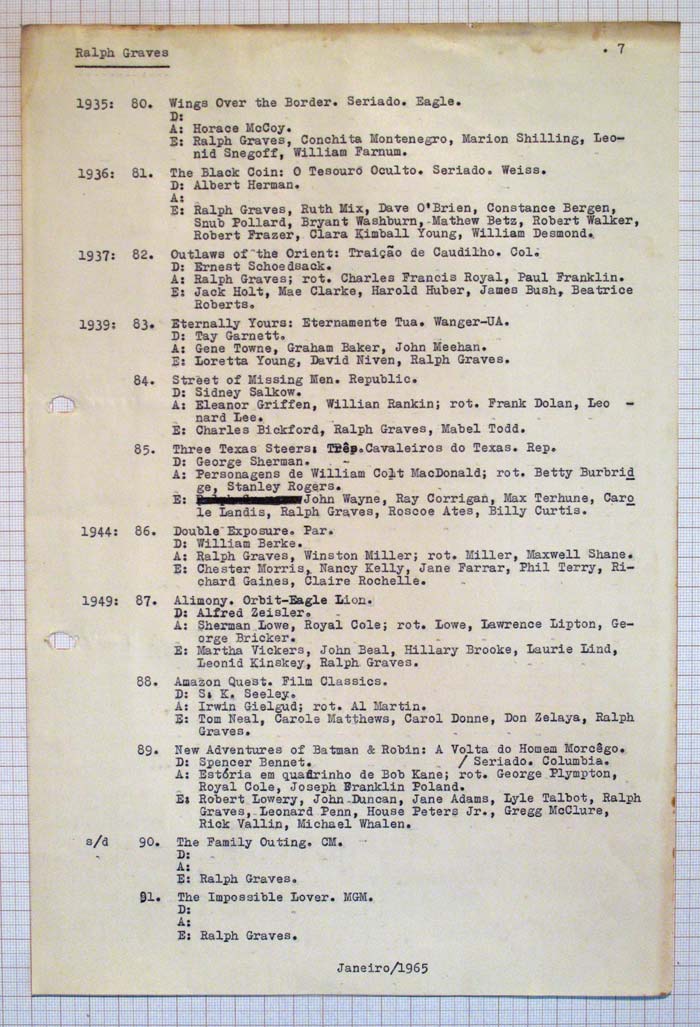 Ralph Graves . 7
1935: 80. Wings Over the Border. Seriado. Eagle.
D:
A: Horace McCoy.
E: Ralph Graves, Conchita Montenegro, Marion Shilling, Leo-
nid Snegoff, William Farnum.
1936: 81. The Black Coin: O Tesouro Oculto. Seriado. Weiss.
D: Albert Herman.
A:
E: Ralph Graves, Ruth Mix, Dave O'Brien, Constance Bergen,
Snub Pollard, Bryant Washburn, Mathew Betz, Robert Walker,
Robert Frazer, Clara Kimball Young, William Desmond.
1937: 82. Outlaws of the Orient: Traição de Caudilho. Col.
D: Ernest Schoedsack.
A: Ralph Graves; rot. Charles Francis Royal, Paul Franklin.
E: Jack Holt, Mae Clarke, Harold Huber, James Bush, Beatrice
Roberts.
1939: 83. Eternally Yours: Eternamente Tua. Wanger-UA.
D: Tay Garnett.
A: Gene Towne, Graham Baker, John Meehan.
E: Loretta Young, David Niven, Ralph Graves.
84. Street of Missing Men. Republic.
D: Sidney Salkow.
A: Eleanor Griffen, Willian Rankin; rot. Frank Dolan, Leo -
nard Lee.
E: Charles Bickford, Ralph Graves, Mabel Todd.
85. Three Texas Steers: Três Cavaleiros do Texas. Rep.
D: George Sherman.
A: Personagens de William Colt MacDonald; rot. Betty Burbrid
ge, Stanley Rogers.
E: John Wayne, Ray Corrigan, Max Terhune, Caro
le Landis, Ralph Graves, Roscoe Ates, Billy Curtis.
1944: 86. Double Exposure. Par.
D: William Berke.
A: Ralph Graves, Winston Miller; rot. Miller, Maxwell Shane.
E: Chester Morris, Nancy Kelly, Jane Farrar, Phil Terry, Ri-
chard Gaines, Claire Rochelle.
1949: 87. Alimony. Orbit-Eagle Lion.
D: Alfred Zeisler.
A: Sherman Lowe, Royal Cole; rot. Lowe, Lawrence Lipton, Ge-
orge Bricker.
E: Martha Vickers, John Beal, Hillary Brooke, Laurie Lind,
Leonid Kinskey, Ralph Graves.
88. Amazon Quest. Film Classics.
D: S. K. Seeley.
A: Irwin Gielgud; rot. Al Martin.
E: Tom Neal, Carole Matthews, Carol Donne, Don Zelaya, Ralph
Graves.
89. New Adventures of Batman & Robin: A Volta do Homem Morcêgo.
D: Spencer Bennet. / Seriado. Columbia.
A: Estória em quadrinho de Bob Kane; rot. George Plympton,
Royal Cole, Joseph Franklin Poland.
E: Robert Lowery, John Duncan, Jane Adams, Lyle Talbot, Ralph
Graves, Leonard Penn, House Peters Jr., Gregg McClure,
Rick Vallin, Michael Whalen.
s/d 90. The Family Outing. CM.
D:
A:
E: Ralph Graves.
91. The Impossible Lover. MGM.
D:
A:
E: Ralph Graves.
Janeiro/1965